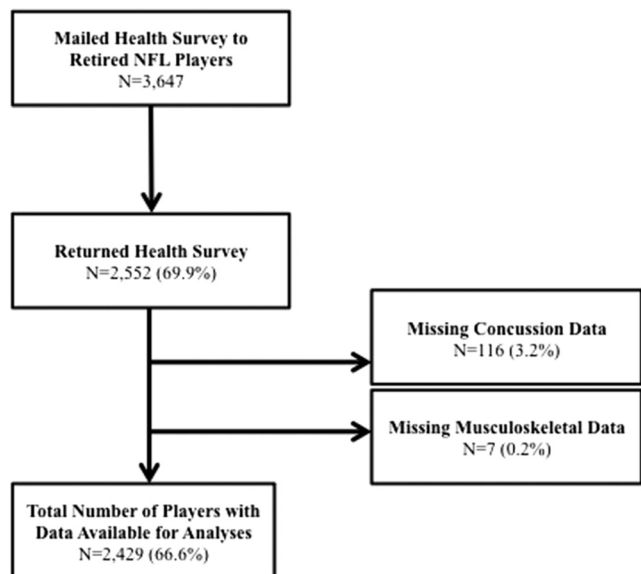 Mailed Health Survey to
Retired NFL Players
N=3,647
Returned Health Survey
N=2,552 (69.9%)
Missing Concussion Data
N=116 (3.2%)
Missing Musculoskeletal Data
N=7 (0.2%)
Total Number of Players with
Data Available for Analyses
N=2,429 (66.6%)